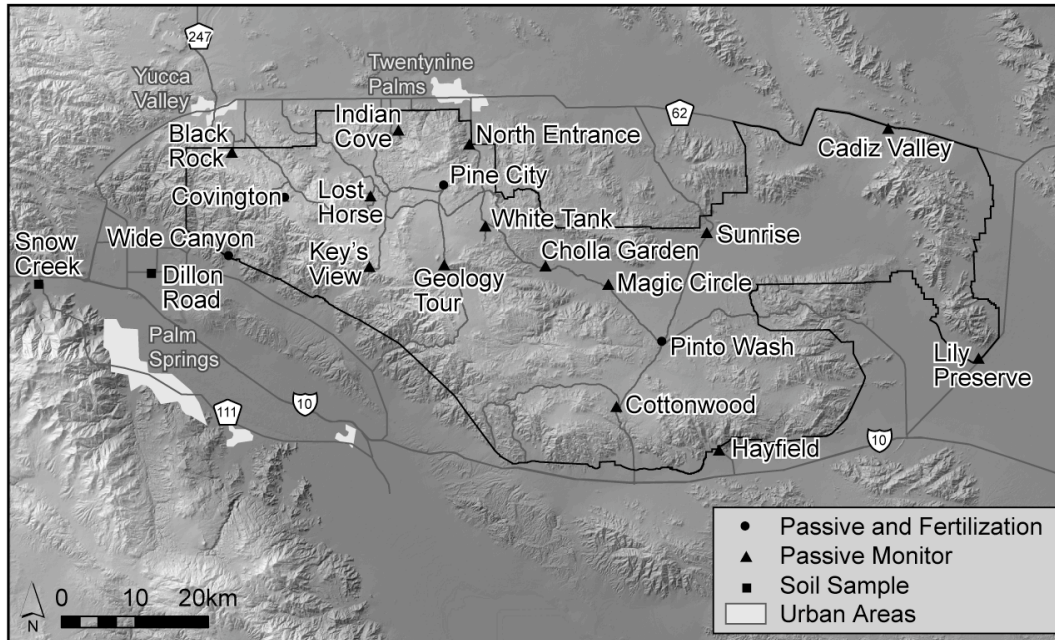 247
Yucca
Valley
Twentynine
Palms
62
Black
Rock
Indian
Cove
North Entrance
Cadiz Valley
Covington
Lost
Horse
Pine City
White Tank
Sunrise
Snow
Creek
Wide Canyon
Dillon
Road
Key's
View
Geology
Tour
Cholla Garden
Magic Circle
Palm
Springs
Pinto Wash
Lily
Preserve
111
10
Cottonwood
Hayfield
10
Passive and Fertilization
Passive Monitor
Soil Sample
Urban Areas
N
0 10 20km